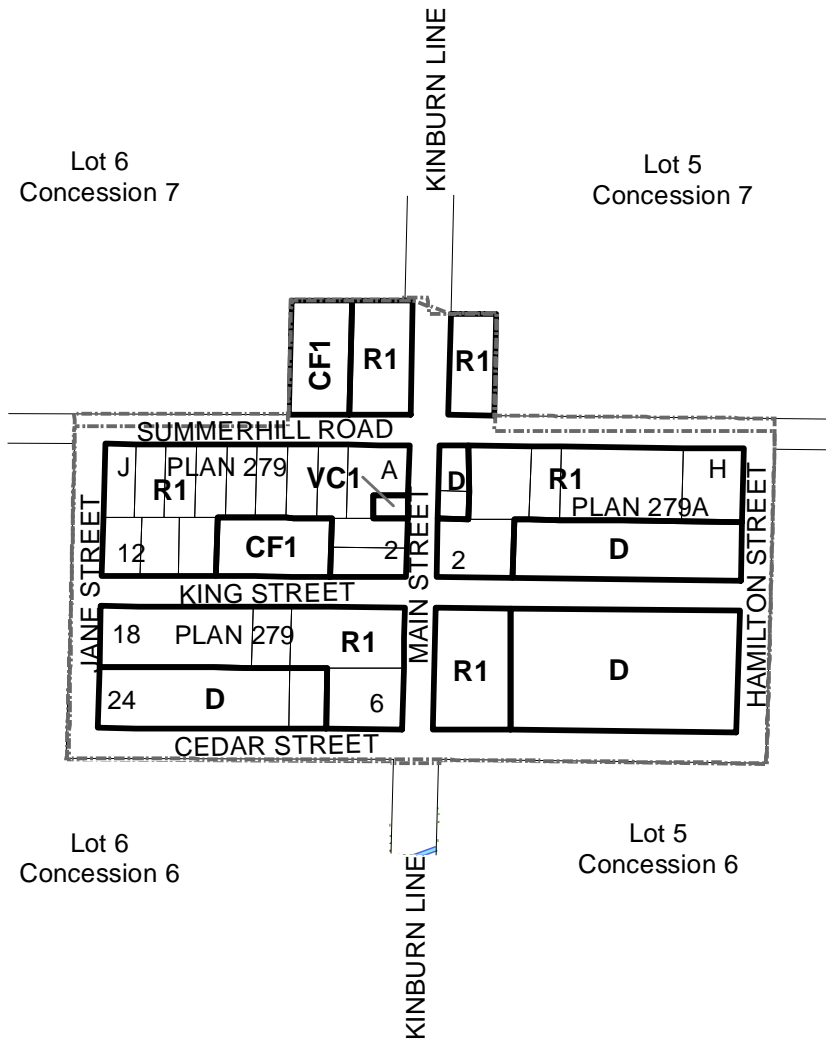 KINBURN LINE
Lot 6
Concession 7
Lot 5
Concession 7
CF1
R1
R1
SUMMERHILL ROAD
J
PLAN 279
R1
VC1
A
D
R1
H
PLAN 279A
12
CF1
2
2
D
JANE STREET
KING STREET
MAIN STREET
HAMILTON STREET
18
PLAN 279
R1
R1
D
24
D
6
CEDAR STREET
Lot 6
Concession 6
Lot 5
Concession 6
KINBURN LINE